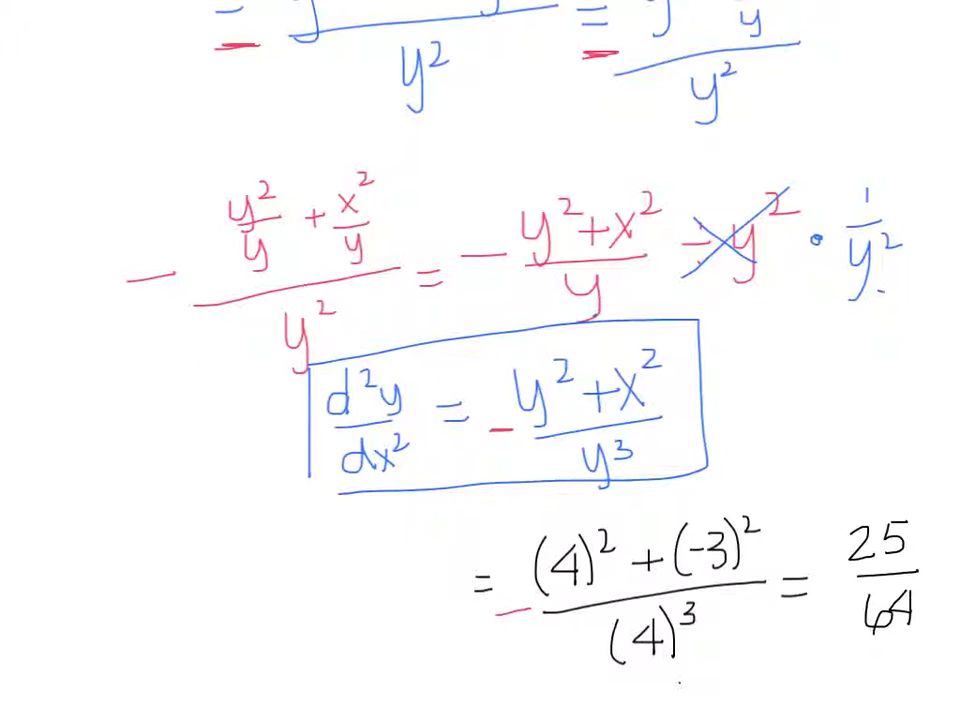 = y² = y y²
- (y²/y + x²/y)/y² = - (y²+x²)/y ÷ y² · 1/y²
d²y/dx² = - (y²+x²)/y³
= - ((4)² + (-3)²)/(4)³ = 25/64